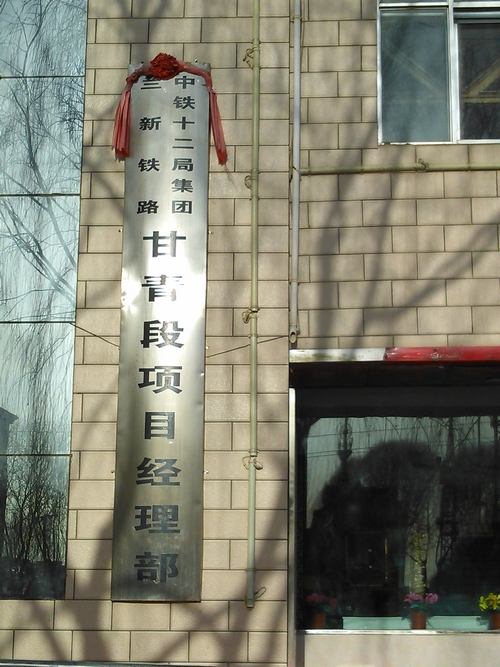 中铁十二局集团
兰新铁路
甘青段项目经理部